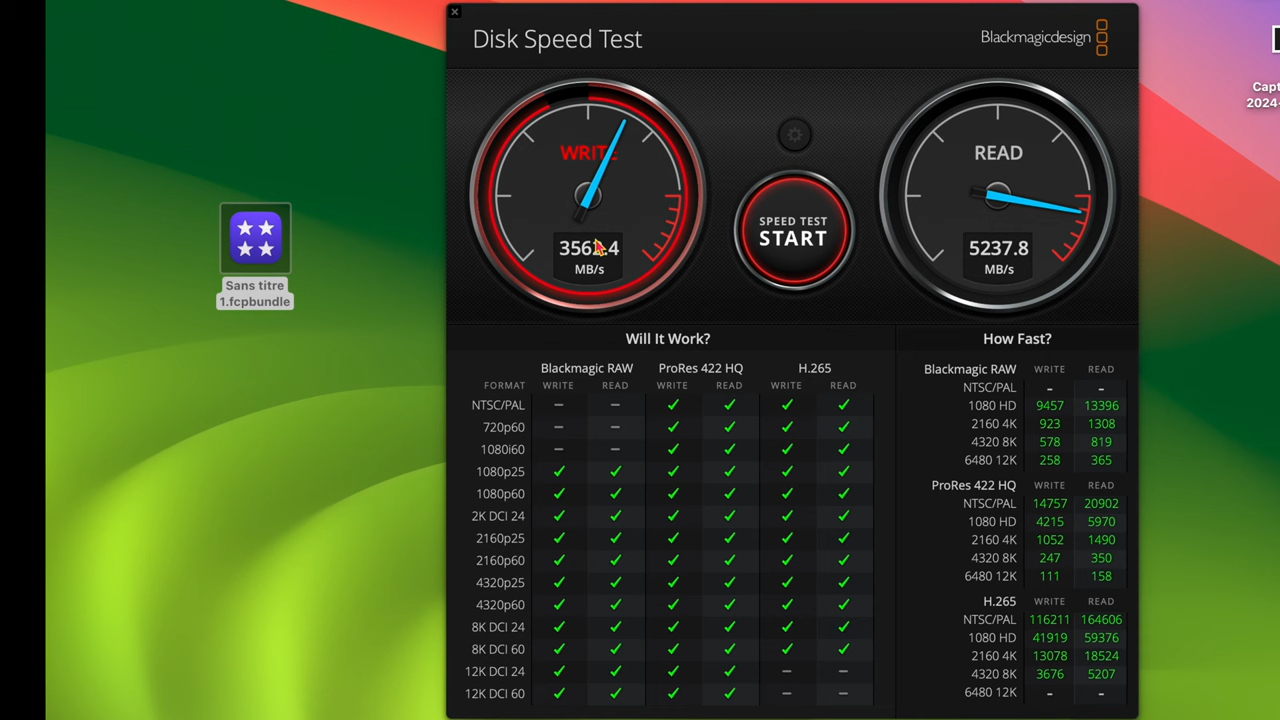 Disk Speed Test
Blackmagicdesign
WRITE
MB/s
SPEED TEST
START
READ
5237.8
MB/s
Capt
2024-
Sans titre
1.fcpbundle
Will It Work?
Blackmagic RAW ProRes 422 HQ H.265
FORMAT WRITE READ WRITE READ WRITE READ
NTSC/PAL – – ✓ ✓ ✓ ✓
720p60 – – ✓ ✓ ✓ ✓
1080i60 – – ✓ ✓ ✓ ✓
1080p25 ✓ ✓ ✓ ✓ ✓ ✓
1080p60 ✓ ✓ ✓ ✓ ✓ ✓
2K DCI 24 ✓ ✓ ✓ ✓ ✓ ✓
2160p25 ✓ ✓ ✓ ✓ ✓ ✓
2160p60 ✓ ✓ ✓ ✓ ✓ ✓
4320p25 ✓ ✓ ✓ ✓ ✓ ✓
4320p60 ✓ ✓ ✓ ✓ ✓ ✓
8K DCI 24 ✓ ✓ ✓ ✓ ✓ ✓
8K DCI 60 ✓ ✓ ✓ ✓ ✓ ✓
12K DCI 24 ✓ ✓ ✓ ✓ – –
12K DCI 60 ✓ ✓ ✓ ✓ – –
How Fast?
Blackmagic RAW WRITE READ
NTSC/PAL - -
1080 HD 9457 13396
2160 4K 923 1308
4320 8K 578 819
6480 12K 258 365
ProRes 422 HQ WRITE READ
NTSC/PAL 14757 20902
1080 HD 4215 5970
2160 4K 1052 1490
4320 8K 247 350
6480 12K 111 158
H.265 WRITE READ
NTSC/PAL 116211 164606
1080 HD 41919 59376
2160 4K 13078 18524
4320 8K 3676 5207
6480 12K - -